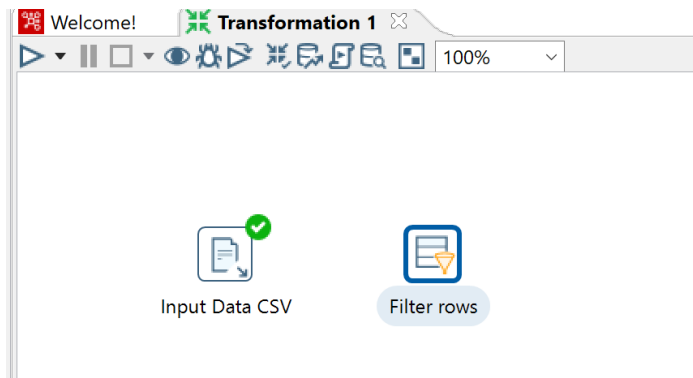 Welcome!
Transformation 1
100%
Input Data CSV
Filter rows